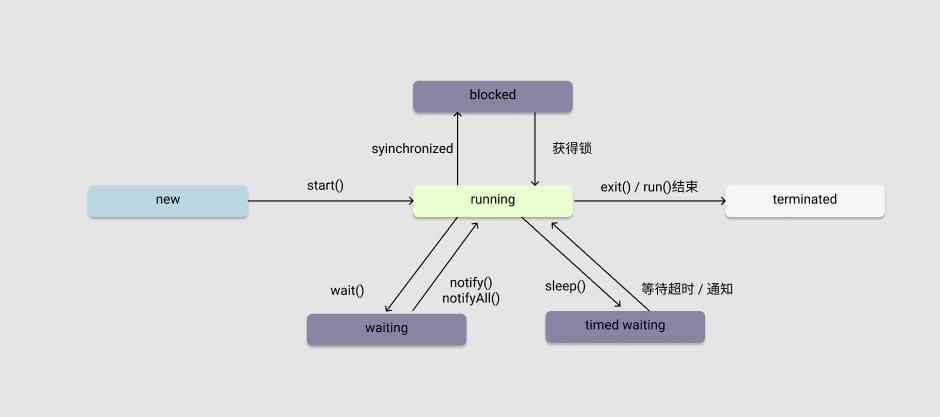 blocked
syinchronized
获得锁
new
start()
running
exit() / run()结束
terminated
wait()
notify()
notifyAll()
sleep()
等待超时 / 通知
waiting
timed waiting